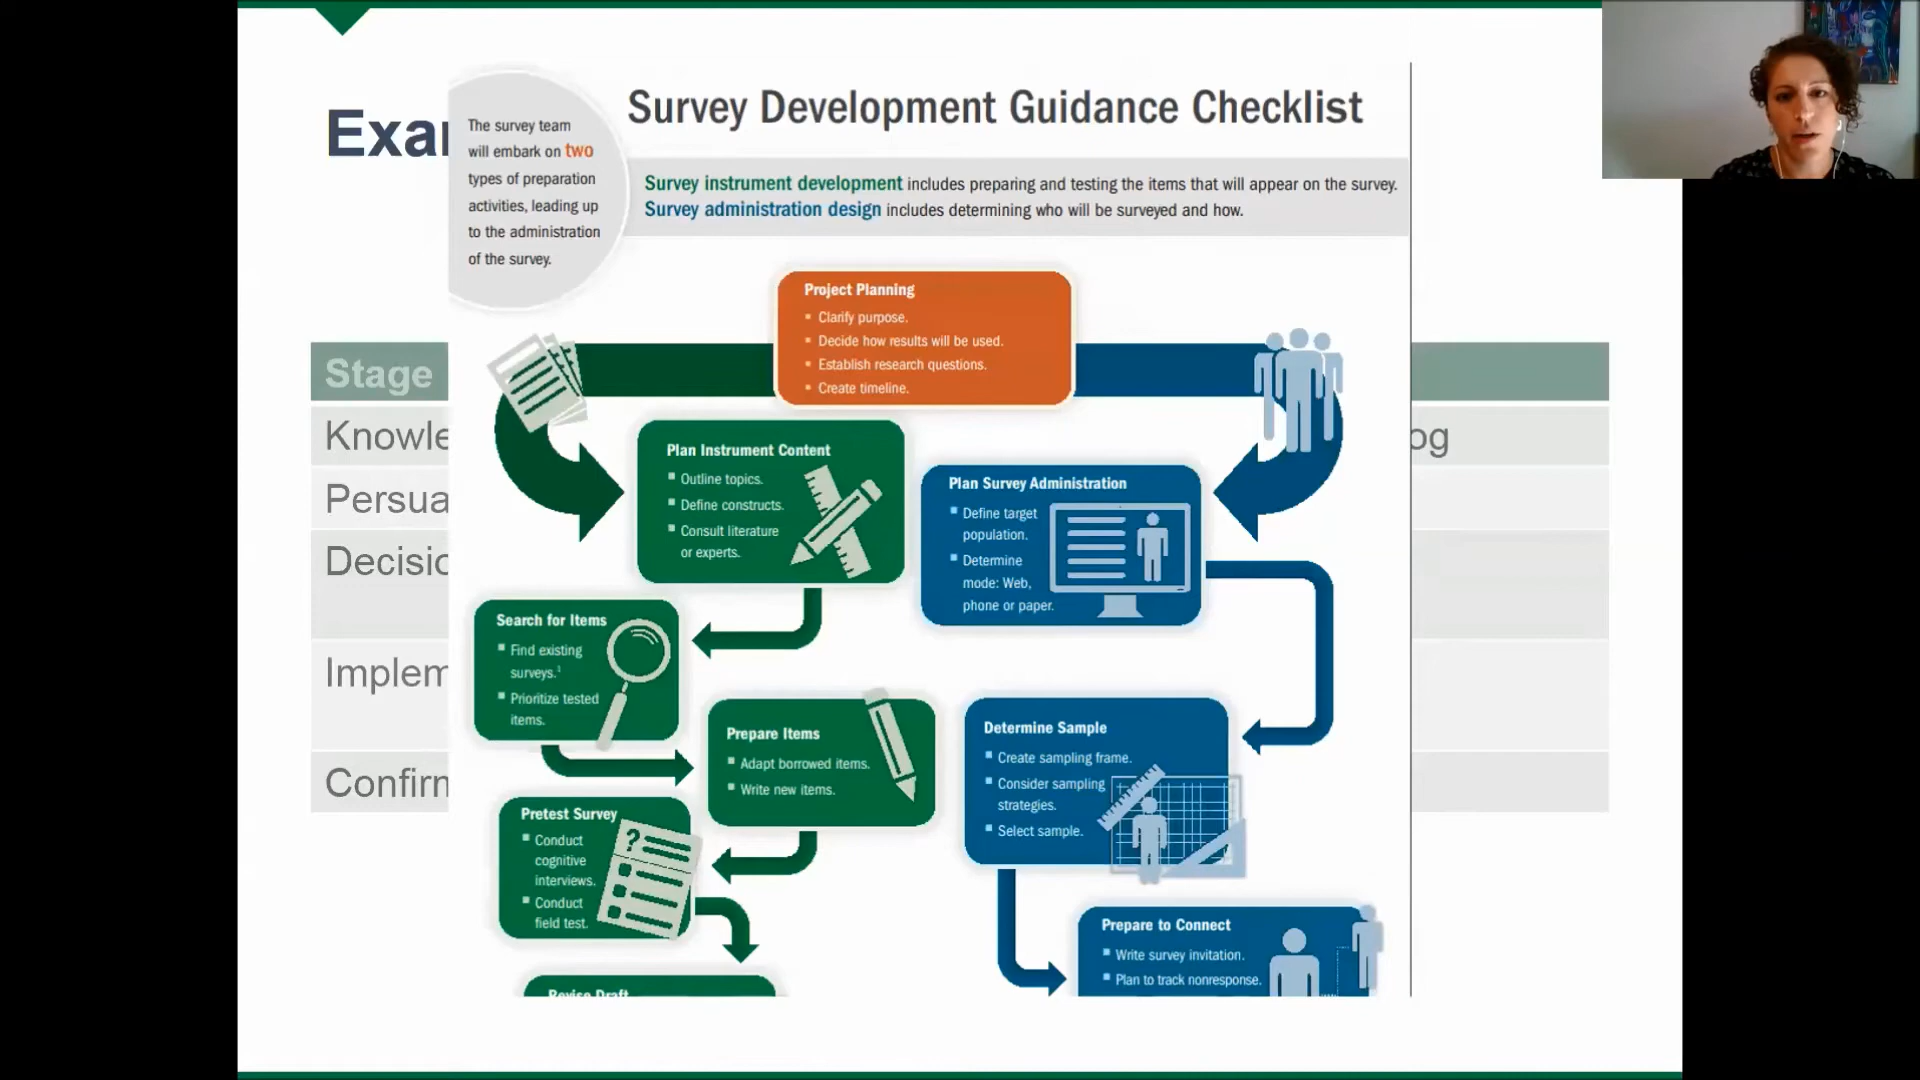 Exa
Survey Development Guidance Checklist
The survey team
will embark on two
types of preparation
activities, leading up
to the administration
of the survey.
Survey instrument development includes preparing and testing the items that will appear on the survey.
Survey administration design includes determining who will be surveyed and how.
Project Planning
Clarify purpose.
Decide how results will be used.
Establish research questions.
Create timeline.
Stage
Knowle
og
Persua
Decisio
Implem
Confirm
Plan Instrument Content
Outline topics.
Define constructs.
Consult literature
or experts.
Search for Items
Find existing
surveys.¹
Prioritize tested
items.
Prepare Items
Adapt borrowed items.
Write new items.
Pretest Survey
Conduct
cognitive
interviews.
Conduct
field test.
?
Revise Draft
Plan Survey Administration
Define target
population.
Determine
mode: Web,
phone or paper.
Determine Sample
Create sampling frame.
Consider sampling
strategies.
Select sample.
Prepare to Connect
Write survey invitation.
Plan to track nonresponse.